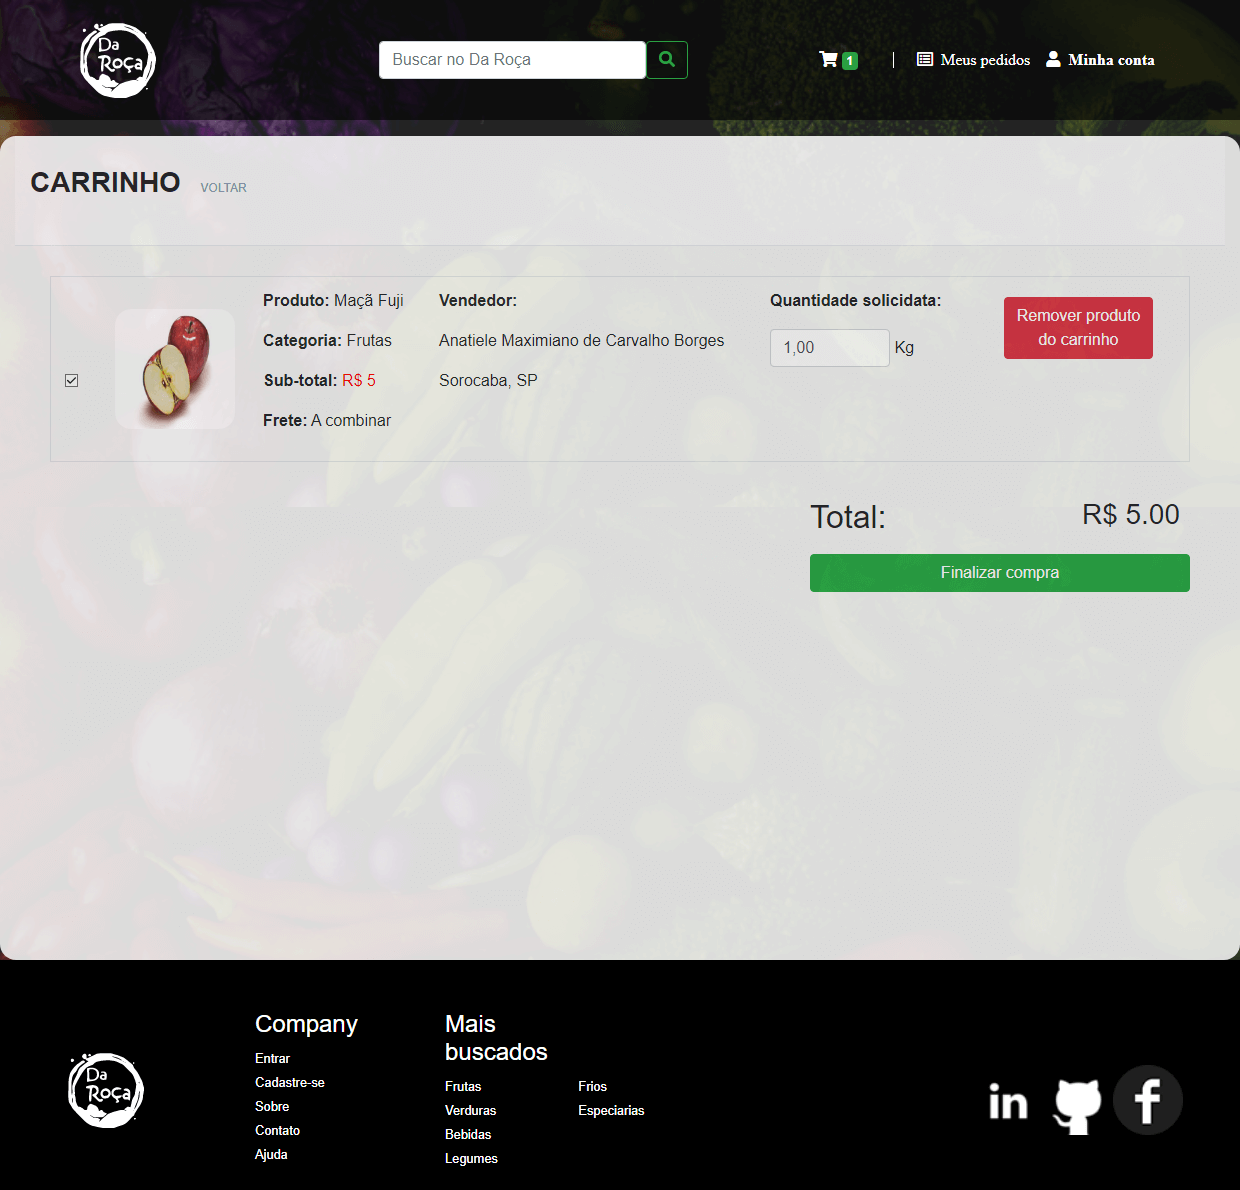 Da
Roça
Buscar no Da Roça
1
|
Meus pedidos
Minha conta
CARRINHO
VOLTAR
Produto: Maçã Fuji
Categoria: Frutas
Sub-total: R$ 5
Frete: A combinar
Vendedor:
Anatiele Maximiano de Carvalho Borges
Sorocaba, SP
Quantidade solicidata:
1,00 Kg
Remover produto
do carrinho
Total:
R$ 5.00
Finalizar compra
Da
Roça
Company
Entrar
Cadastre-se
Sobre
Contato
Ajuda
Mais
buscados
Frutas
Verduras
Bebidas
Legumes
Frios
Especiarias
in
f